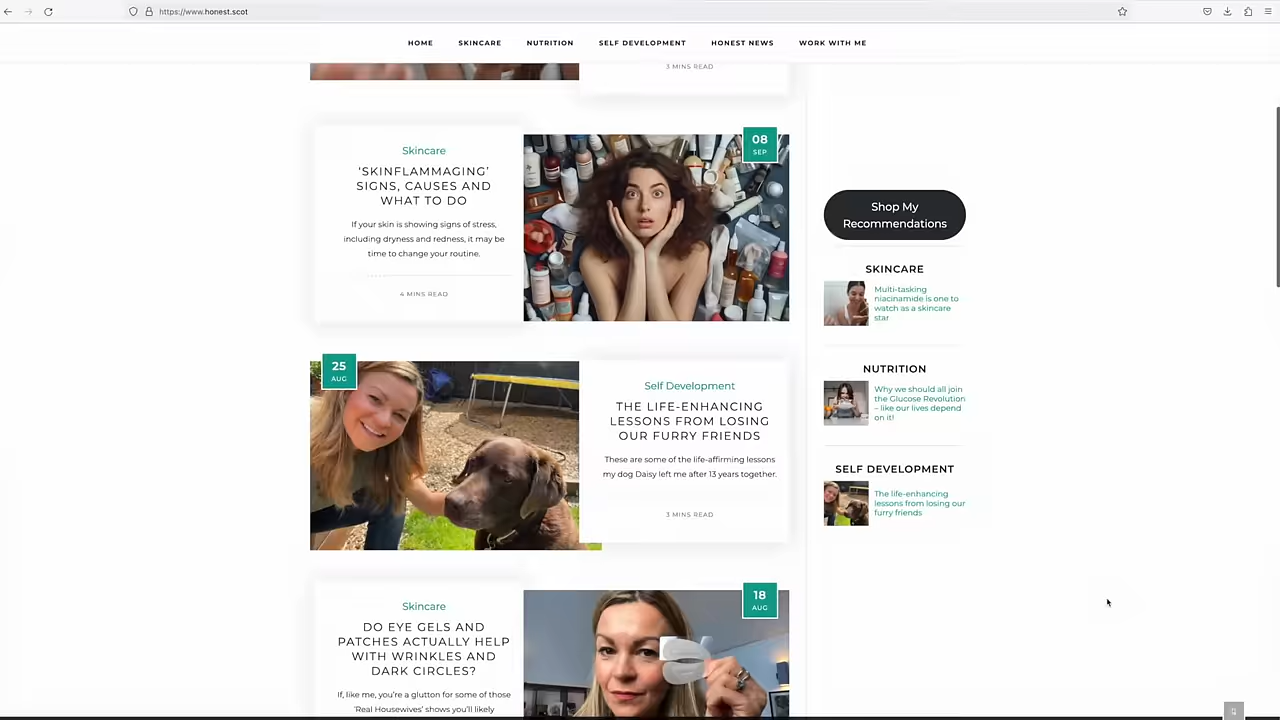 https://www.honest.scot
HOME SKINCARE NUTRITION SELF DEVELOPMENT HONEST NEWS WORK WITH ME
3 MINS READ
Skincare
'SKINFLAMMAGING'
SIGNS, CAUSES AND
WHAT TO DO
If your skin is showing signs of stress,
including dryness and redness, it may be
time to change your routine.
4 MINS READ
08
SEP
25
AUG
Self Development
THE LIFE-ENHANCING
LESSONS FROM LOSING
OUR FURRY FRIENDS
These are some of the life-affirming lessons
my dog Daisy left me after 13 years together.
3 MINS READ
Skincare
DO EYE GELS AND
PATCHES ACTUALLY HELP
WITH WRINKLES AND
DARK CIRCLES?
If, like me, you're a glutton for some of those
'Real Housewives' shows you'll likely
18
AUG
Shop My
Recommendations
SKINCARE
Multi-tasking
niacinamide is one to
watch as a skincare
star
NUTRITION
Why we should all join
the Glucose Revolution
– like our lives depend
on it!
SELF DEVELOPMENT
The life-enhancing
lessons from losing our
furry friends